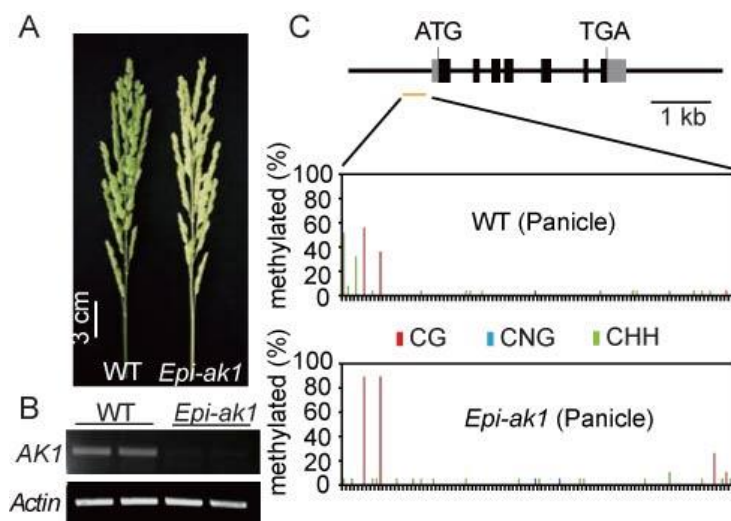 A
3 cm
WT Epi-ak1
B
WT Epi-ak1
AK1
Actin
C
ATG TGA
1 kb
methylated (%)
100
80
60
40
20
0
WT (Panicle)
CG CNG CHH
methylated (%)
100
80
60
40
20
0
Epi-ak1 (Panicle)